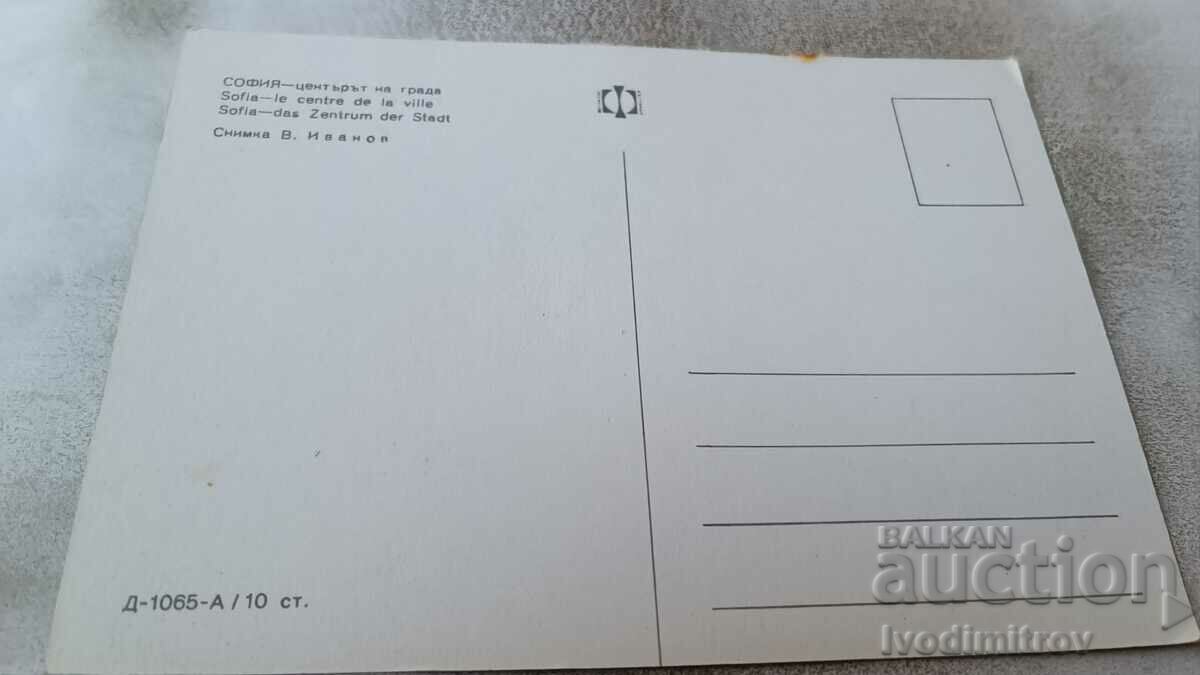 СОФИЯ—центърът на града
Sofia—le centre de la ville
Sofia—das Zentrum der Stadt
Снимка В. Иванов
Д-1065-А / 10 ст.
BALKAN
auction
Ivodimitrov